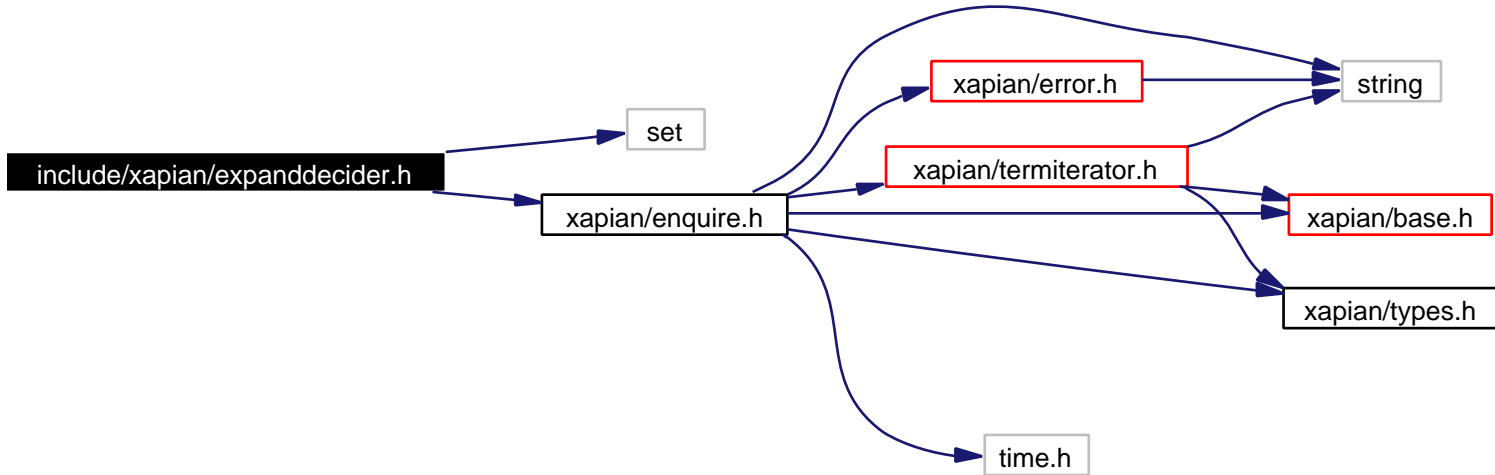 include/xapian/expanddecider.h
set
xapian/enquire.h
xapian/error.h
xapian/termiterator.h
time.h
string
xapian/base.h
xapian/types.h